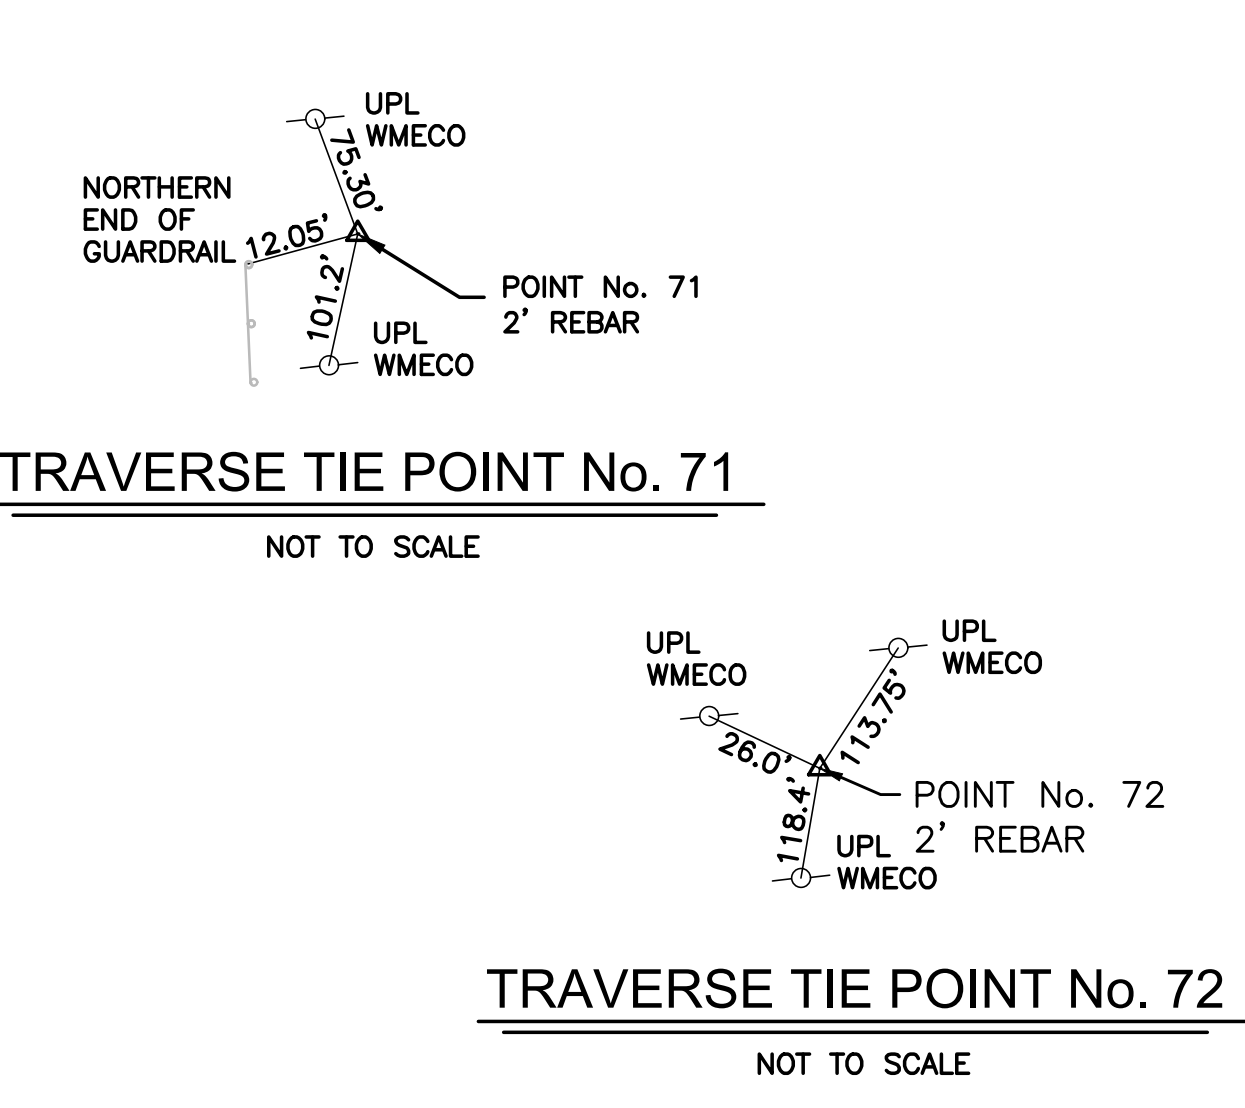 UPL
WMECO
75.30'
NORTHERN
END OF
GUARDRAIL
12.05'
101.2'
POINT No. 71
2' REBAR
UPL
WMECO
TRAVERSE TIE POINT No. 71
NOT TO SCALE
UPL
WMECO
UPL
WMECO
26.0'
113.75'
118.4'
POINT No. 72
2' REBAR
UPL
WMECO
TRAVERSE TIE POINT No. 72
NOT TO SCALE